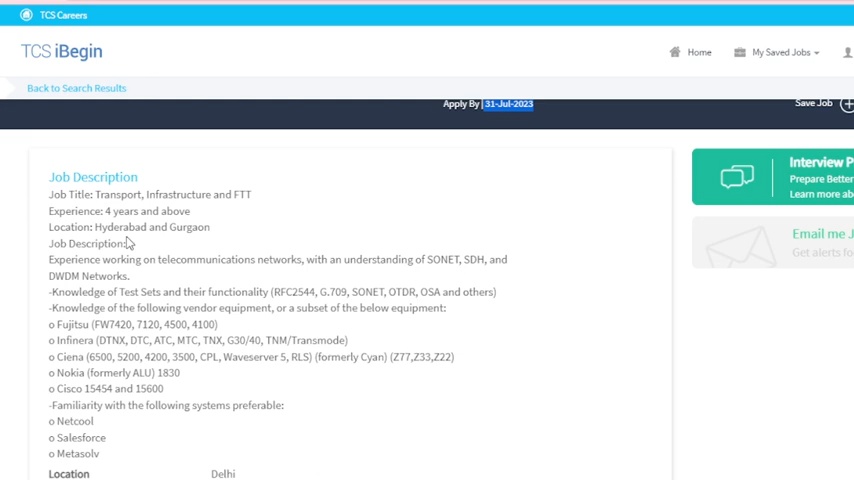 TCS Careers
TCS iBegin
Home
My Saved Jobs
Back to Search Results
Apply By | 31-Jul-2023
Save Job
Job Description
Job Title: Transport, Infrastructure and FTT
Experience: 4 years and above
Location: Hyderabad and Gurgaon
Job Description:
Experience working on telecommunications networks, with an understanding of SONET, SDH, and
DWDM Networks.
-Knowledge of Test Sets and their functionality (RFC2544, G.709, SONET, OTDR, OSA and others)
-Knowledge of the following vendor equipment, or a subset of the below equipment:
o Fujitsu (FW7420, 7120, 4500, 4100)
o Infinera (DTNX, DTC, ATC, MTC, TNX, G30/40, TNM/Transmode)
o Ciena (6500, 5200, 4200, 3500, CPL, Waveserver 5, RLS) (formerly Cyan) (Z77,Z33,Z22)
o Nokia (formerly ALU) 1830
o Cisco 15454 and 15600
-Familiarity with the following systems preferable:
o Netcool
o Salesforce
o Metasolv
Location Delhi
Interview P
Prepare Better
Learn more abo
Email me J
Get alerts fo